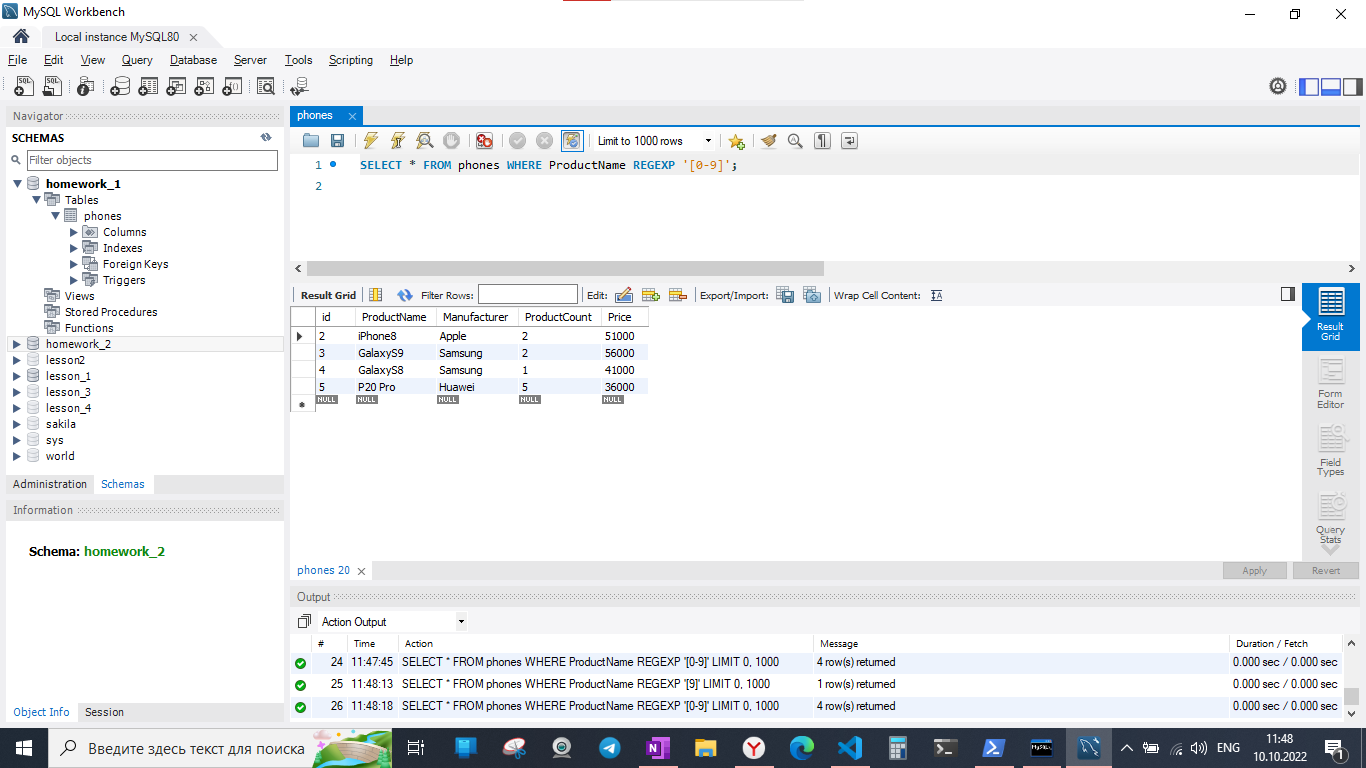 MySQL Workbench
Local instance MySQL80
File Edit View Query Database Server Tools Scripting Help
Navigator
SCHEMAS
Filter objects
homework_1
Tables
phones
Columns
Indexes
Foreign Keys
Triggers
Views
Stored Procedures
Functions
homework_2
lesson2
lesson_1
lesson_3
lesson_4
sakila
sys
world
Administration Schemas
Information
Schema: homework_2
Object Info Session
phones
Limit to 1000 rows
1 SELECT * FROM phones WHERE ProductName REGEXP '[0-9]';
2
Result Grid Filter Rows: Edit: Export/Import: Wrap Cell Content:
id ProductName Manufacturer ProductCount Price
2 iPhone8 Apple 2 51000
3 GalaxyS9 Samsung 2 56000
4 GalaxyS8 Samsung 1 41000
5 P20 Pro Huawei 5 36000
NULL NULL NULL NULL NULL
Result
Grid
Form
Editor
Field
Types
Query
Stats
phones 20
Apply Revert
Output
Action Output
# Time Action Message Duration / Fetch
24 11:47:45 SELECT * FROM phones WHERE ProductName REGEXP '[0-9]' LIMIT 0, 1000 4 row(s) returned 0.000 sec / 0.000 sec
25 11:48:13 SELECT * FROM phones WHERE ProductName REGEXP '[9]' LIMIT 0, 1000 1 row(s) returned 0.000 sec / 0.000 sec
26 11:48:18 SELECT * FROM phones WHERE ProductName REGEXP '[0-9]' LIMIT 0, 1000 4 row(s) returned 0.000 sec / 0.000 sec
Введите здесь текст для поиска
ENG
11:48
10.10.2022
1